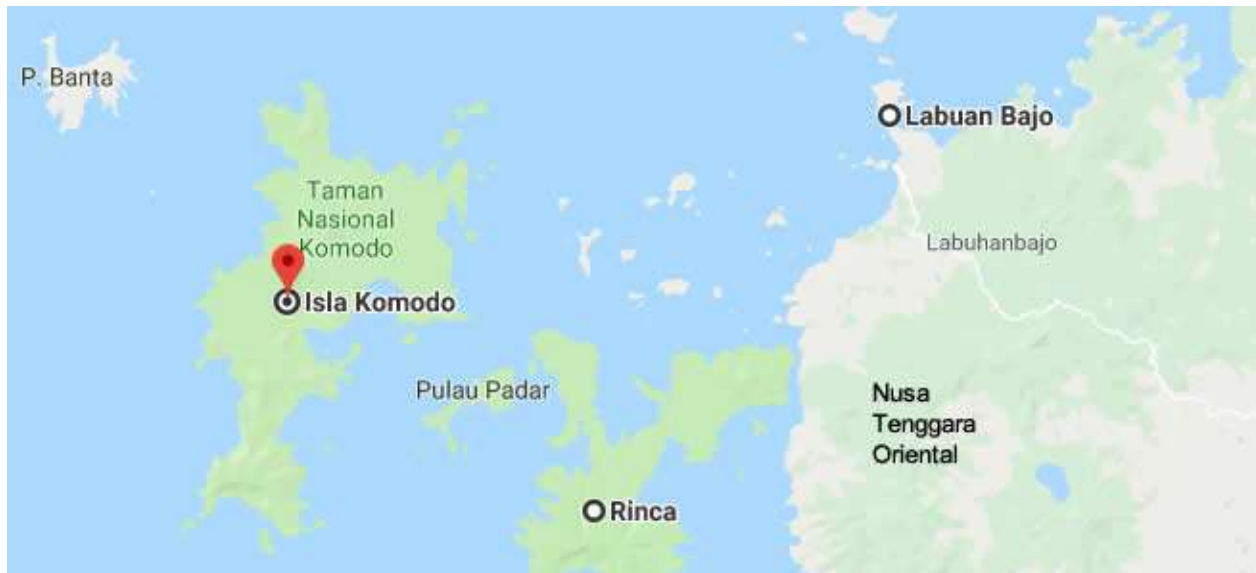 P. Banta
Labuan Bajo
Taman
Nasional
Komodo
Labuhanbajo
Isla Komodo
Pulau Padar
Nusa
Tenggara
Oriental
Rinca